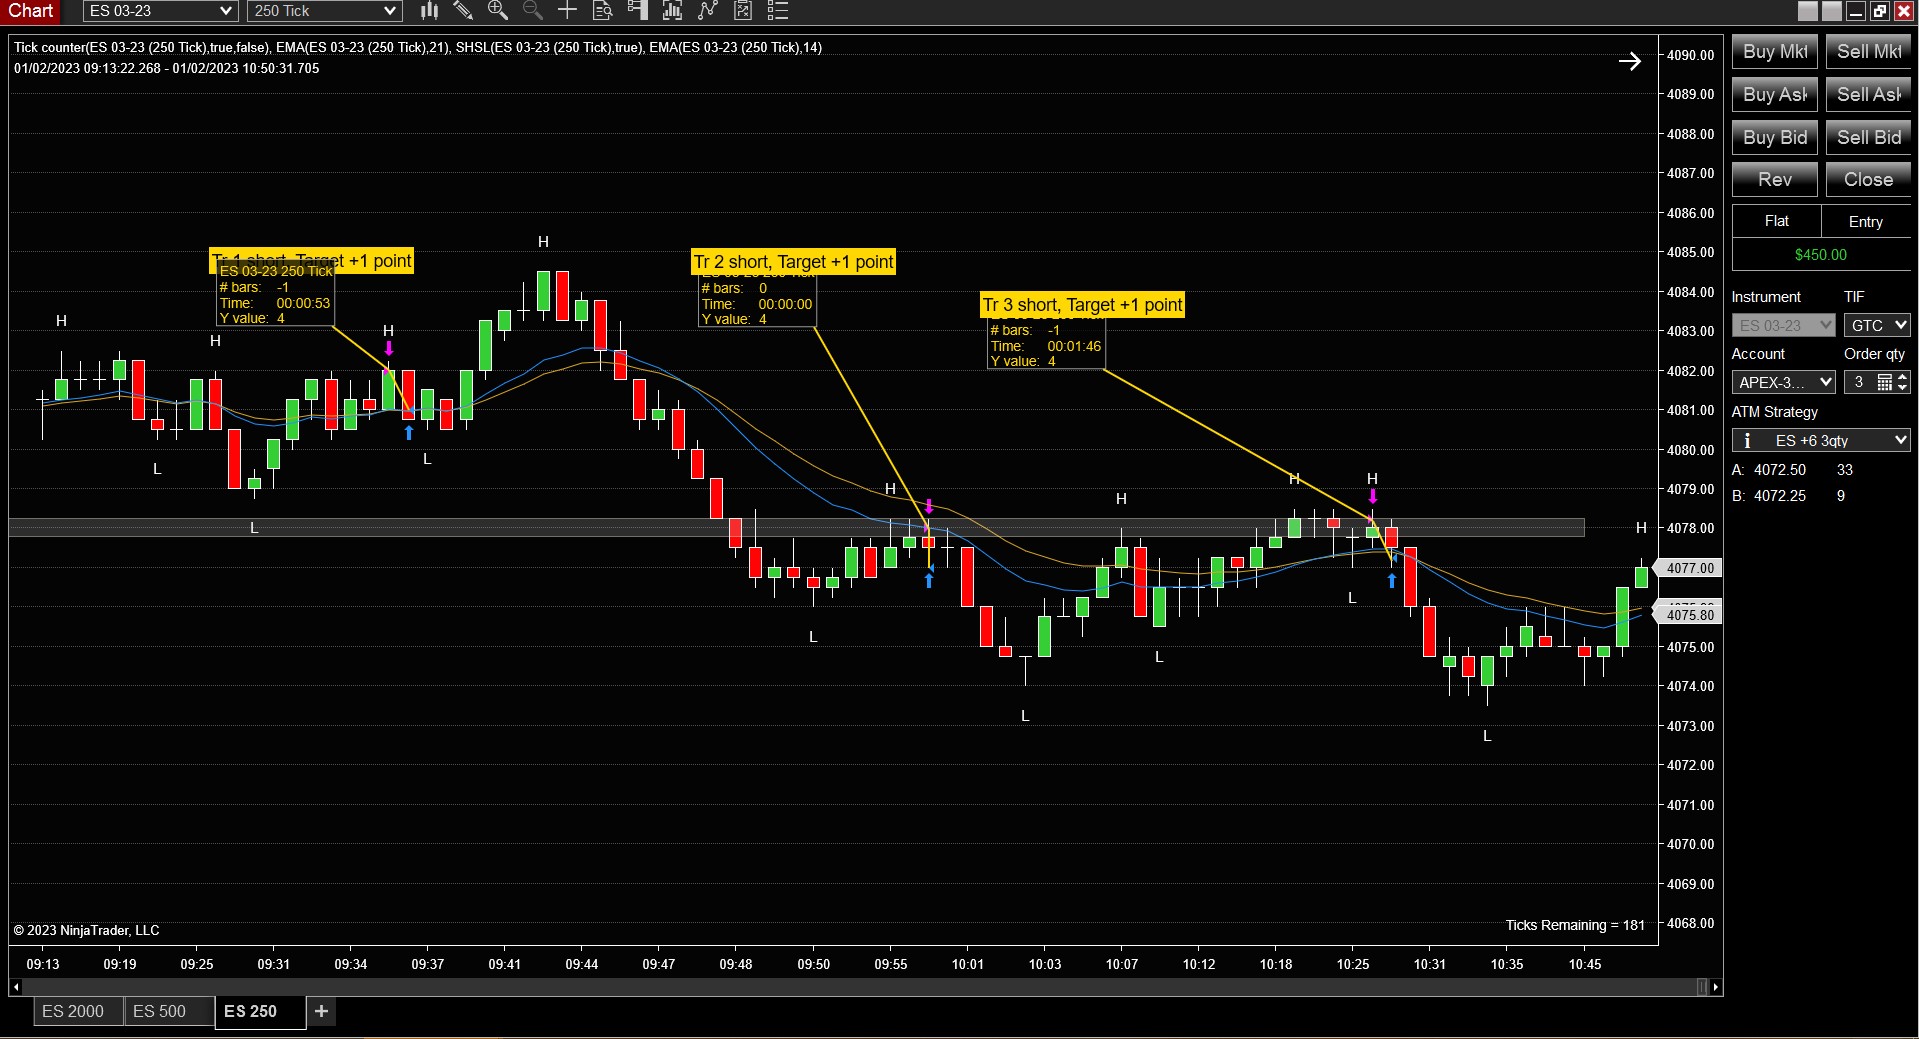 Chart
ES 03-23
250 Tick
Tick counter(ES 03-23 (250 Tick),true,false), EMA(ES 03-23 (250 Tick),21), SHSL(ES 03-23 (250 Tick),true), EMA(ES 03-23 (250 Tick),14)
01/02/2023 09:13:22.268 - 01/02/2023 10:50:31.705
Tr 1 short, Target +1 point
ES 03-23 250 Tick
# bars: -1
Time: 00:00:53
Y value: 4
Tr 2 short, Target +1 point
# bars: 0
Time: 00:00:00
Y value: 4
Tr 3 short, Target +1 point
# bars: -1
Time: 00:01:46
Y value: 4
H
H
H
H
H
H
H
H
H
L
L
L
L
L
L
L
L
4090.00
4089.00
4088.00
4087.00
4086.00
4085.00
4084.00
4083.00
4082.00
4081.00
4080.00
4079.00
4078.00
4077.00
4075.80
4075.00
4074.00
4073.00
4072.00
4071.00
4070.00
4069.00
4068.00
© 2023 NinjaTrader, LLC
Ticks Remaining = 181
09:13 09:19 09:25 09:31 09:34 09:37 09:41 09:44 09:47 09:48 09:50 09:55 10:01 10:03 10:07 10:12 10:18 10:25 10:31 10:35 10:45
ES 2000
ES 500
ES 250
+
Buy Mkt Sell Mkt
Buy Ask Sell Ask
Buy Bid Sell Bid
Rev Close
Flat Entry
$450.00
Instrument TIF
ES 03-23 GTC
Account Order qty
APEX-3... 3
ATM Strategy
i ES +6 3qty
A: 4072.50 33
B: 4072.25 9